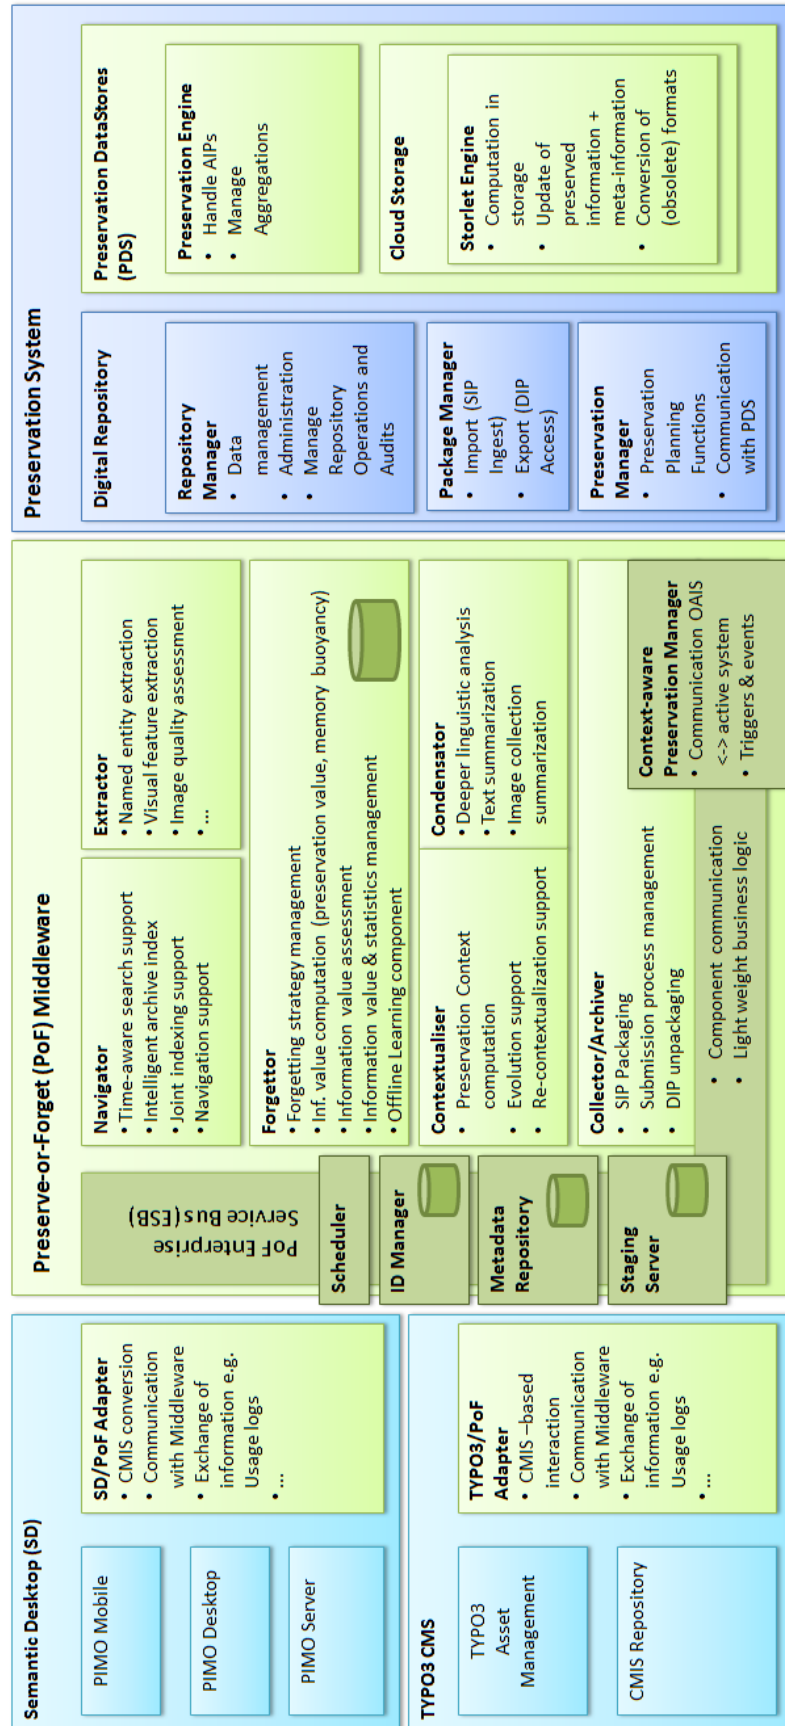 Semantic Desktop (SD)
PIMO Mobile
PIMO Desktop
PIMO Server
SD/PoF Adapter
• CMIS conversion
• Communication
with Middleware
• Exchange of
information e.g.
Usage logs
• ...
TYPO3 CMS
TYPO3
Asset
Management
CMIS Repository
TYPO3/PoF
Adapter
• CMIS –based
interaction
• Communication
with Middleware
• Exchange of
information e.g.
Usage logs
• ...
Preserve-or-Forget (PoF) Middleware
PoF Enterprise
Service Bus (ESB)
Scheduler
ID Manager
Metadata
Repository
Staging
Server
Navigator
• Time-aware search support
• Intelligent archive index
• Joint indexing support
• Navigation support
Extractor
• Named entity extraction
• Visual feature extraction
• Image quality assessment
• ...
Forgettor
• Forgetting strategy management
• Inf. value computation (preservation value, memory buoyancy)
• Information value assessment
• Information value & statistics management
• Offline Learning component
Contextualiser
• Preservation Context
computation
• Evolution support
• Re-contextualization support
Condensator
• Deeper linguistic analysis
• Text summarization
• Image collection
summarization
Collector/Archiver
• SIP Packaging
• Submission process management
• DIP unpackaging
• Component communication
• Light weight business logic
Context-aware
Preservation Manager
• Communication OAIS
<-> active system
• Triggers & events
Preservation System
Digital Repository
Repository
Manager
• Data
management
• Administration
• Manage
Repository
Operations and
Audits
Package Manager
• Import (SIP
Ingest)
• Export (DIP
Access)
Preservation
Manager
• Preservation
Planning
Functions
• Communication
with PDS
Preservation DataStores
(PDS)
Preservation Engine
• Handle AIPs
• Manage
Aggregations
Cloud Storage
Storlet Engine
• Computation in
storage
• Update of
preserved
information +
meta-information
• Conversion of
(obsolete) formats